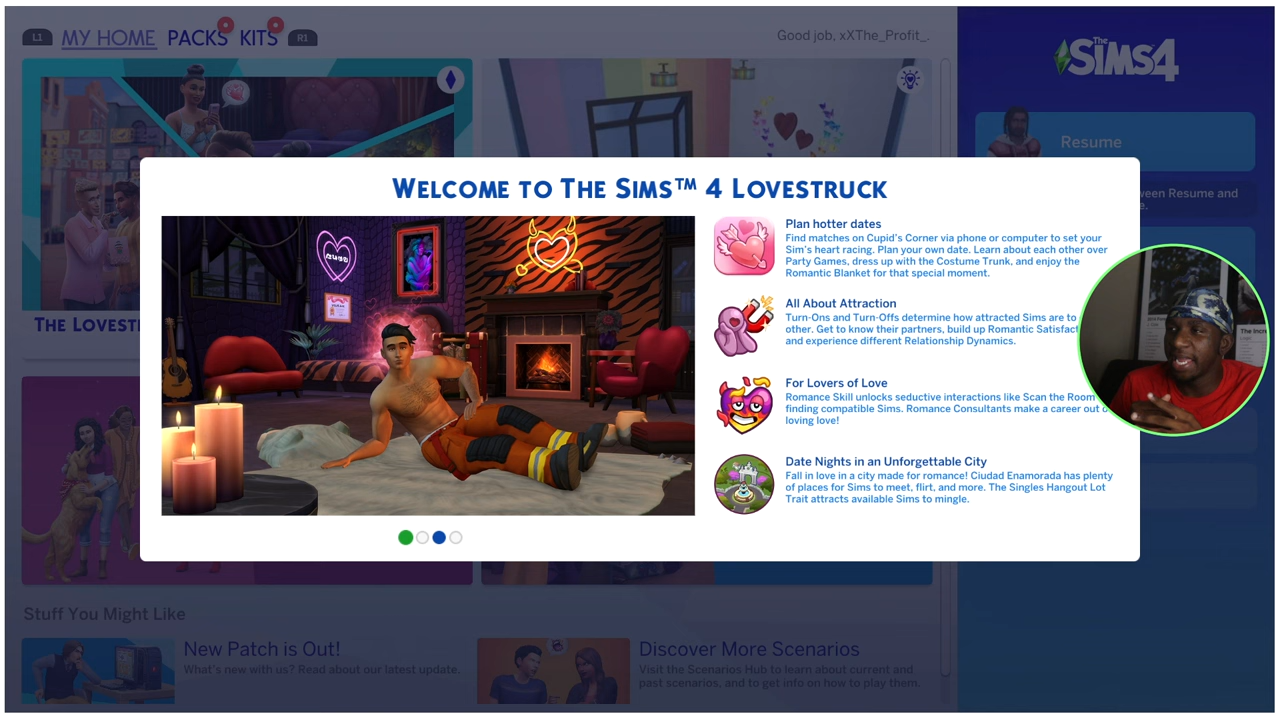 L1 MY HOME PACKS KITS R1
Good job, xXThe_Profit_.
The Sims 4
Resume
ween Resume and
e.
WELCOME TO THE SIMS™ 4 LOVESTRUCK
Plan hotter dates
Find matches on Cupid's Corner via phone or computer to set your
Sim's heart racing. Plan your own date. Learn about each other over
Party Games, dress up with the Costume Trunk, and enjoy the
Romantic Blanket for that special moment.
All About Attraction
Turn-Ons and Turn-Offs determine how attracted Sims are to
other. Get to know their partners, build up Romantic Satisfact
and experience different Relationship Dynamics.
For Lovers of Love
Romance Skill unlocks seductive interactions like Scan the Room
finding compatible Sims. Romance Consultants make a career out o
loving love!
Date Nights in an Unforgettable City
Fall in love in a city made for romance! Ciudad Enamorada has plenty
of places for Sims to meet, flirt, and more. The Singles Hangout Lot
Trait attracts available Sims to mingle.
THE LOVEST
Stuff You Might Like
New Patch is Out!
What's new with us? Read about our latest update.
Discover More Scenarios
Visit the Scenarios Hub to learn about current and
past scenarios, and to get info on how to play them.